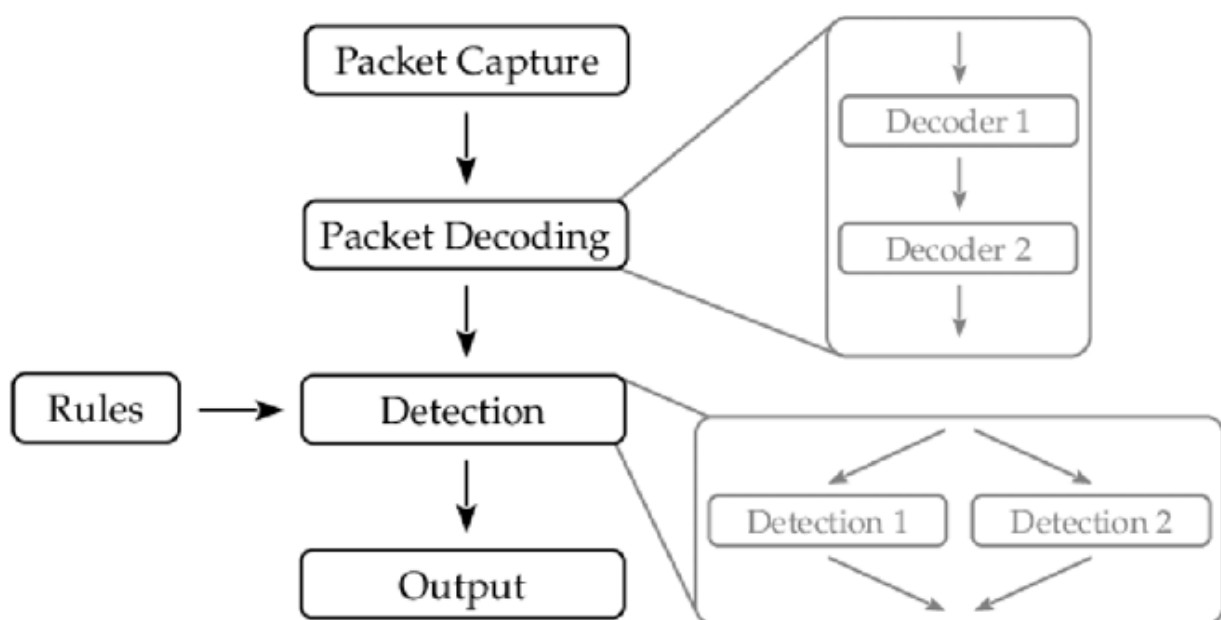 Packet Capture
Decoder 1
Packet Decoding
Decoder 2
Rules
Detection
Detection 1
Detection 2
Output